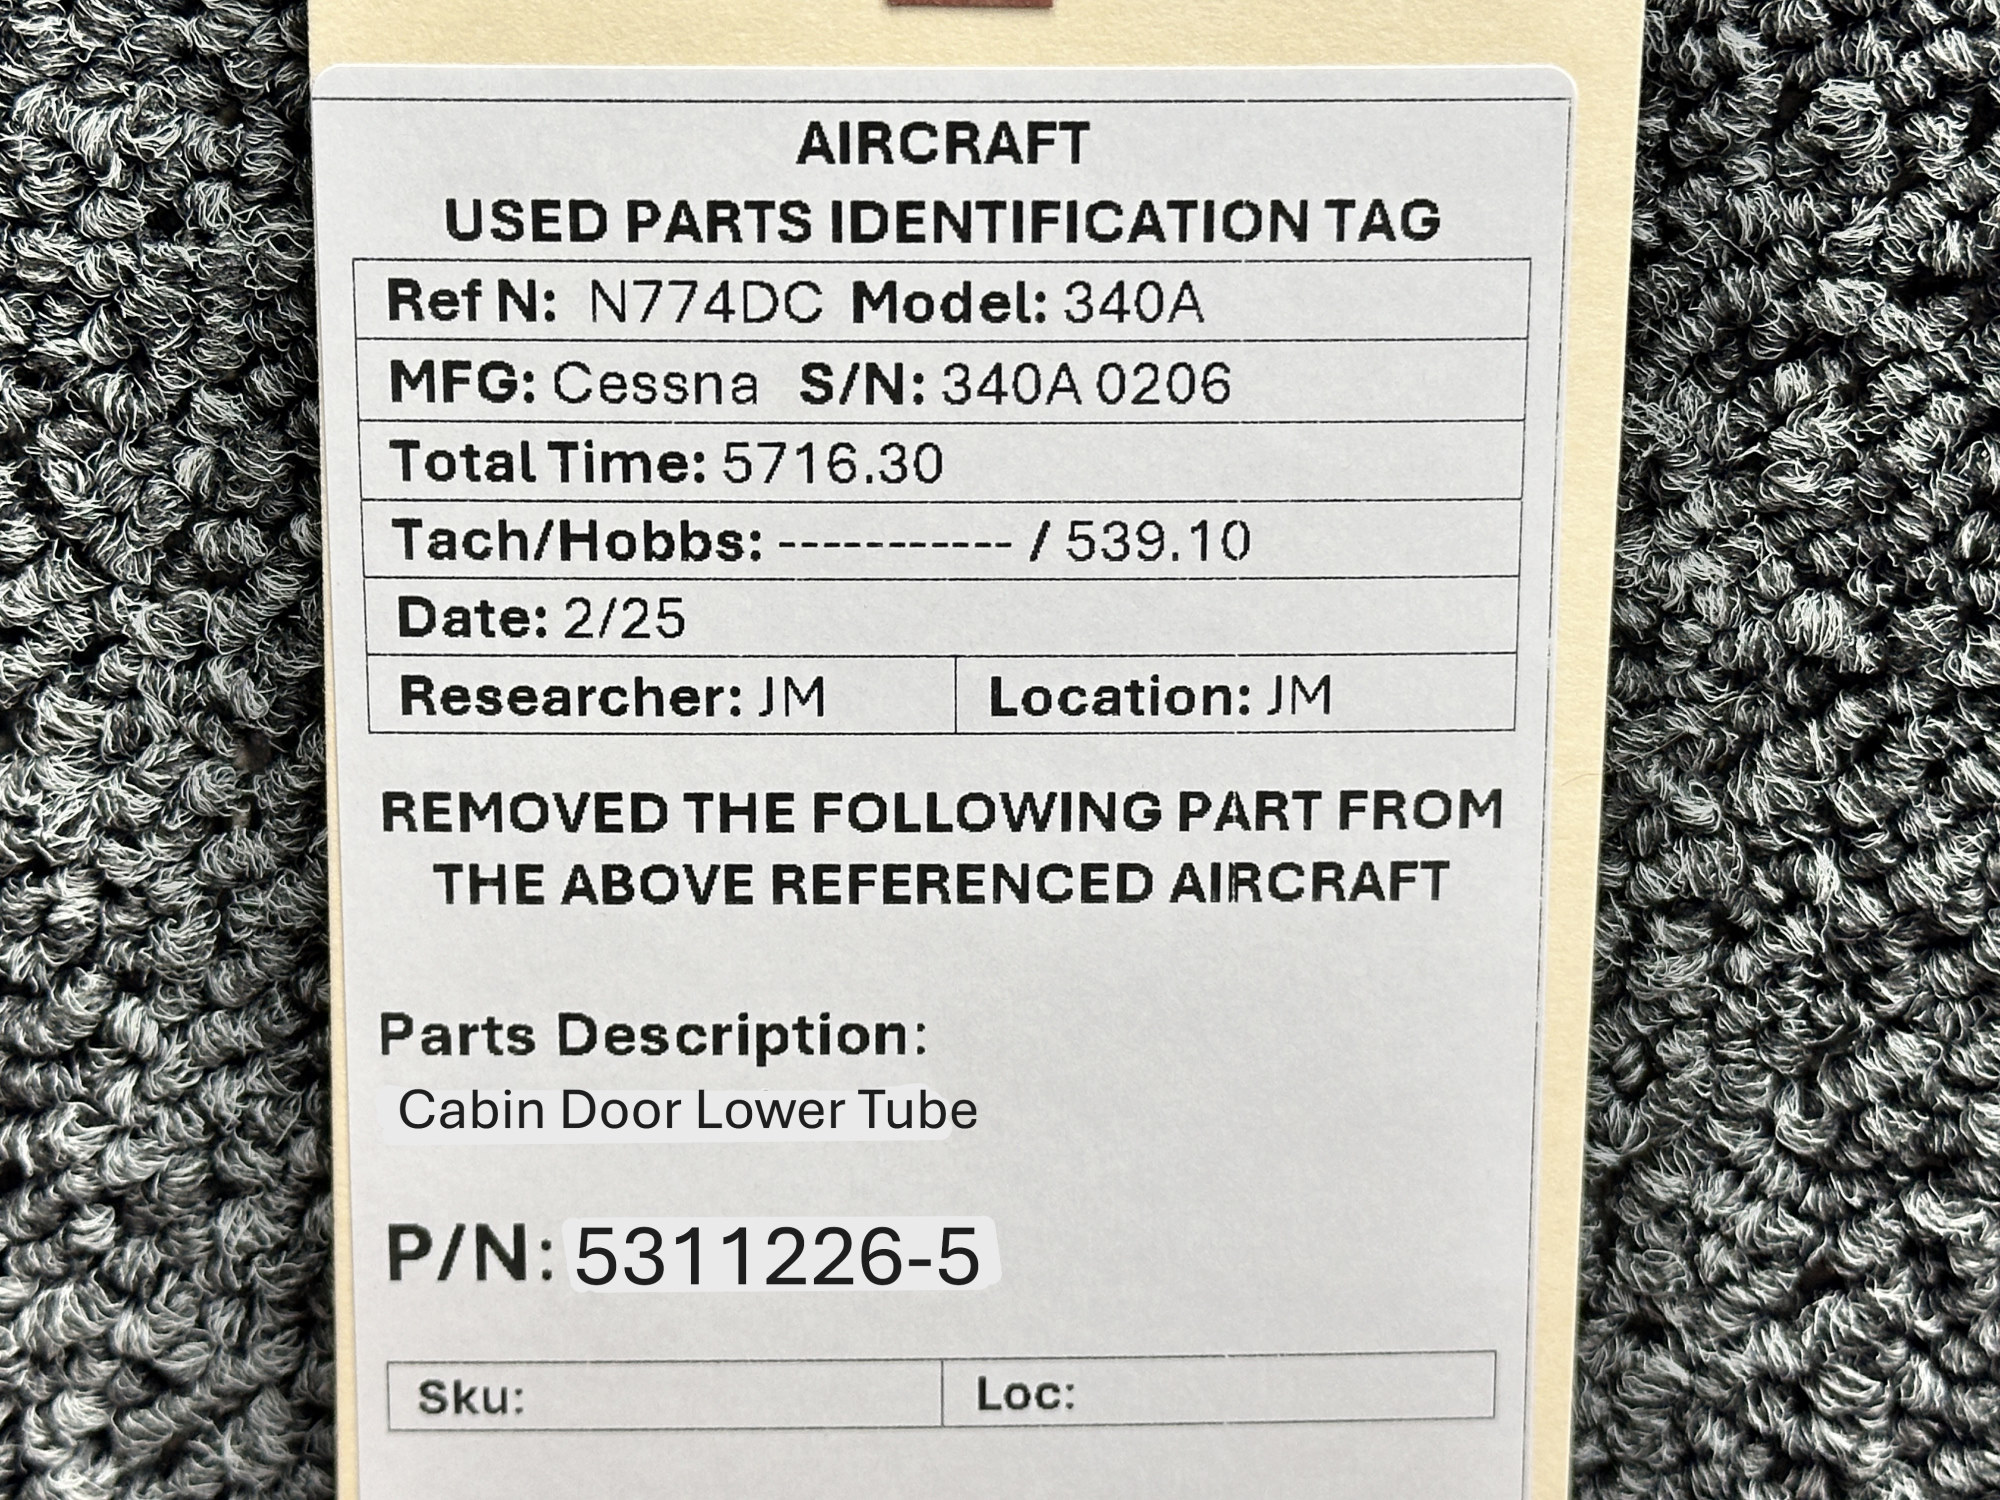 AIRCRAFT
USED PARTS IDENTIFICATION TAG
Ref N: N774DC Model: 340A
MFG: Cessna S/N: 340A 0206
Total Time: 5716.30
Tach/Hobbs: ----------- / 539.10
Date: 2/25
Researcher: JM Location: JM
REMOVED THE FOLLOWING PART FROM
THE ABOVE REFERENCED AIRCRAFT
Parts Description:
Cabin Door Lower Tube
P/N: 5311226-5
Sku: Loc: